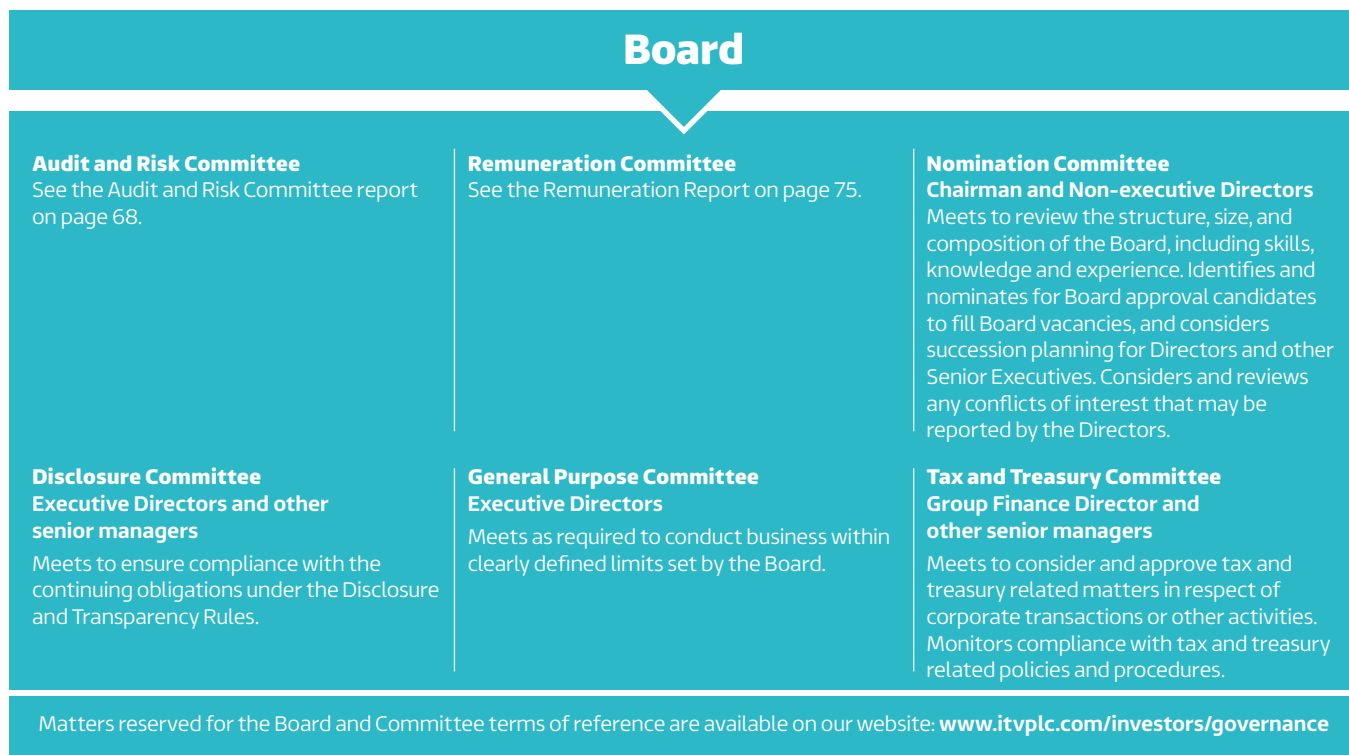 Board
Audit and Risk Committee
See the Audit and Risk Committee report
on page 68.
Remuneration Committee
See the Remuneration Report on page 75.
Nomination Committee
Chairman and Non-executive Directors
Meets to review the structure, size, and
composition of the Board, including skills,
knowledge and experience. Identifies and
nominates for Board approval candidates
to fill Board vacancies, and considers
succession planning for Directors and other
Senior Executives. Considers and reviews
any conflicts of interest that may be
reported by the Directors.
Disclosure Committee
Executive Directors and other
senior managers
Meets to ensure compliance with the
continuing obligations under the Disclosure
and Transparency Rules.
General Purpose Committee
Executive Directors
Meets as required to conduct business within
clearly defined limits set by the Board.
Tax and Treasury Committee
Group Finance Director and
other senior managers
Meets to consider and approve tax and
treasury related matters in respect of
corporate transactions or other activities.
Monitors compliance with tax and treasury
related policies and procedures.
Matters reserved for the Board and Committee terms of reference are available on our website: www.itvplc.com/investors/governance